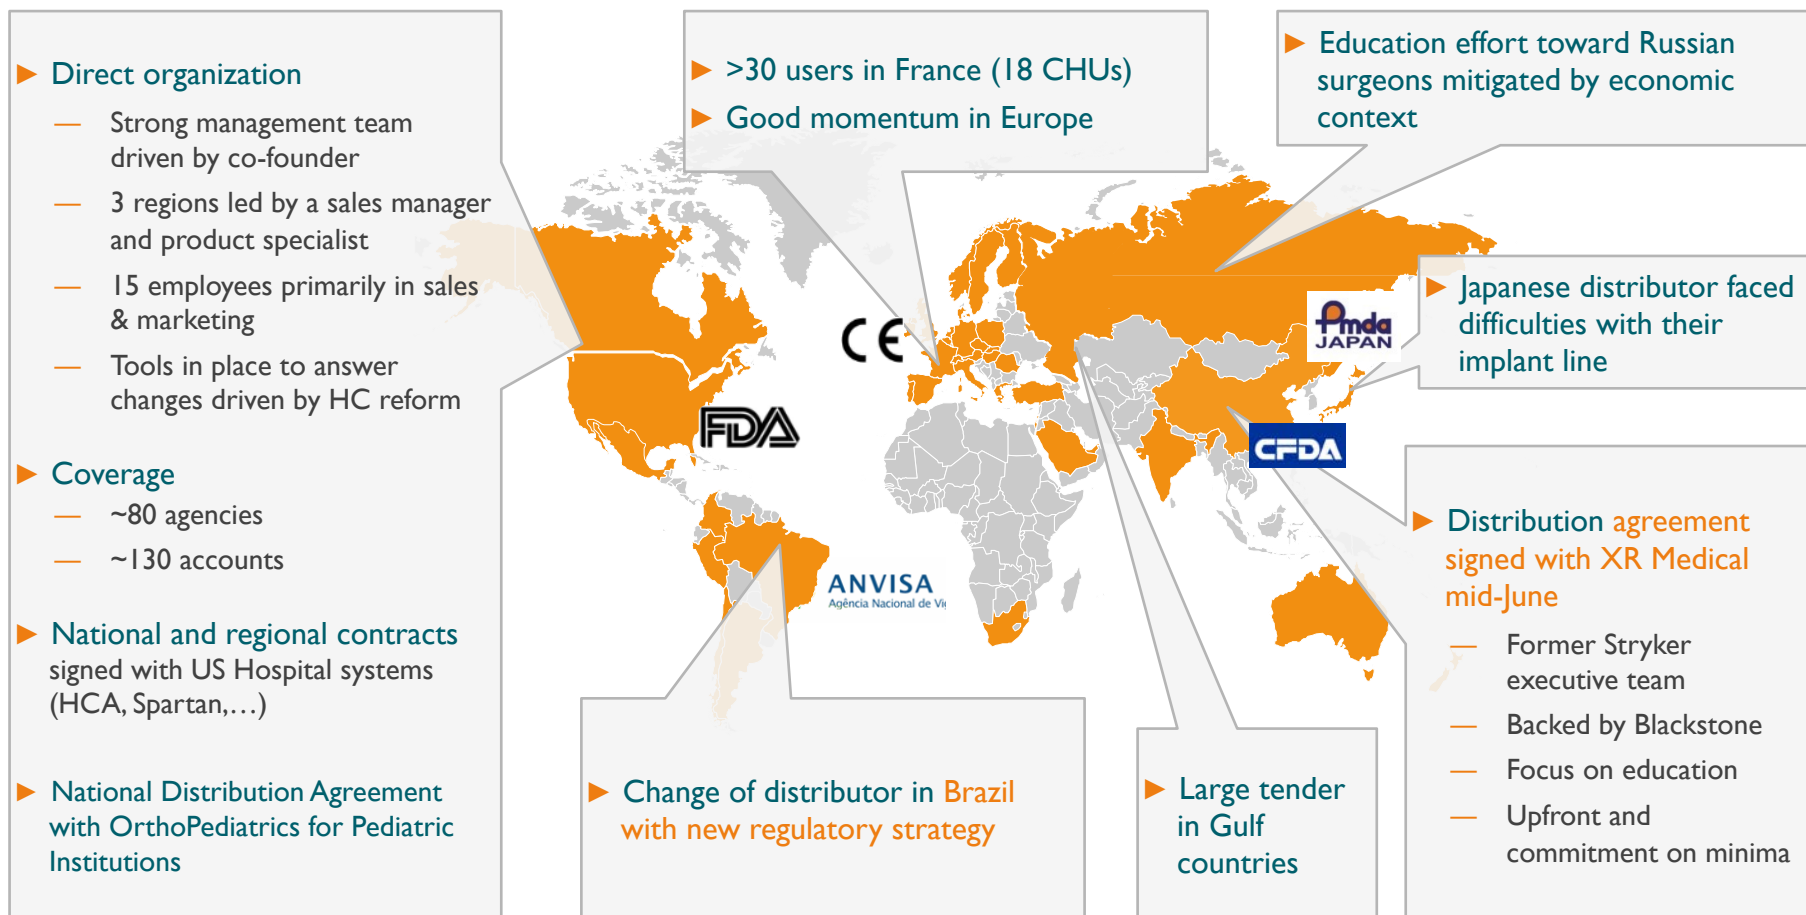 ► Direct organization
— Strong management team
driven by co-founder
— 3 regions led by a sales manager
and product specialist
— 15 employees primarily in sales
& marketing
— Tools in place to answer
changes driven by HC reform
► Coverage
— ~80 agencies
— ~130 accounts
► National and regional contracts
signed with US Hospital systems
(HCA, Spartan,…)
► National Distribution Agreement
with OrthoPediatrics for Pediatric
Institutions
► >30 users in France (18 CHUs)
► Good momentum in Europe
► Education effort toward Russian
surgeons mitigated by economic
context
CE
FDA
Pmda
JAPAN
► Japanese distributor faced
difficulties with their
implant line
CFDA
ANVISA
Agência Nacional de Vi
► Distribution agreement
signed with XR Medical
mid-June
— Former Stryker
executive team
— Backed by Blackstone
— Focus on education
— Upfront and
commitment on minima
► Change of distributor in Brazil
with new regulatory strategy
► Large tender
in Gulf
countries